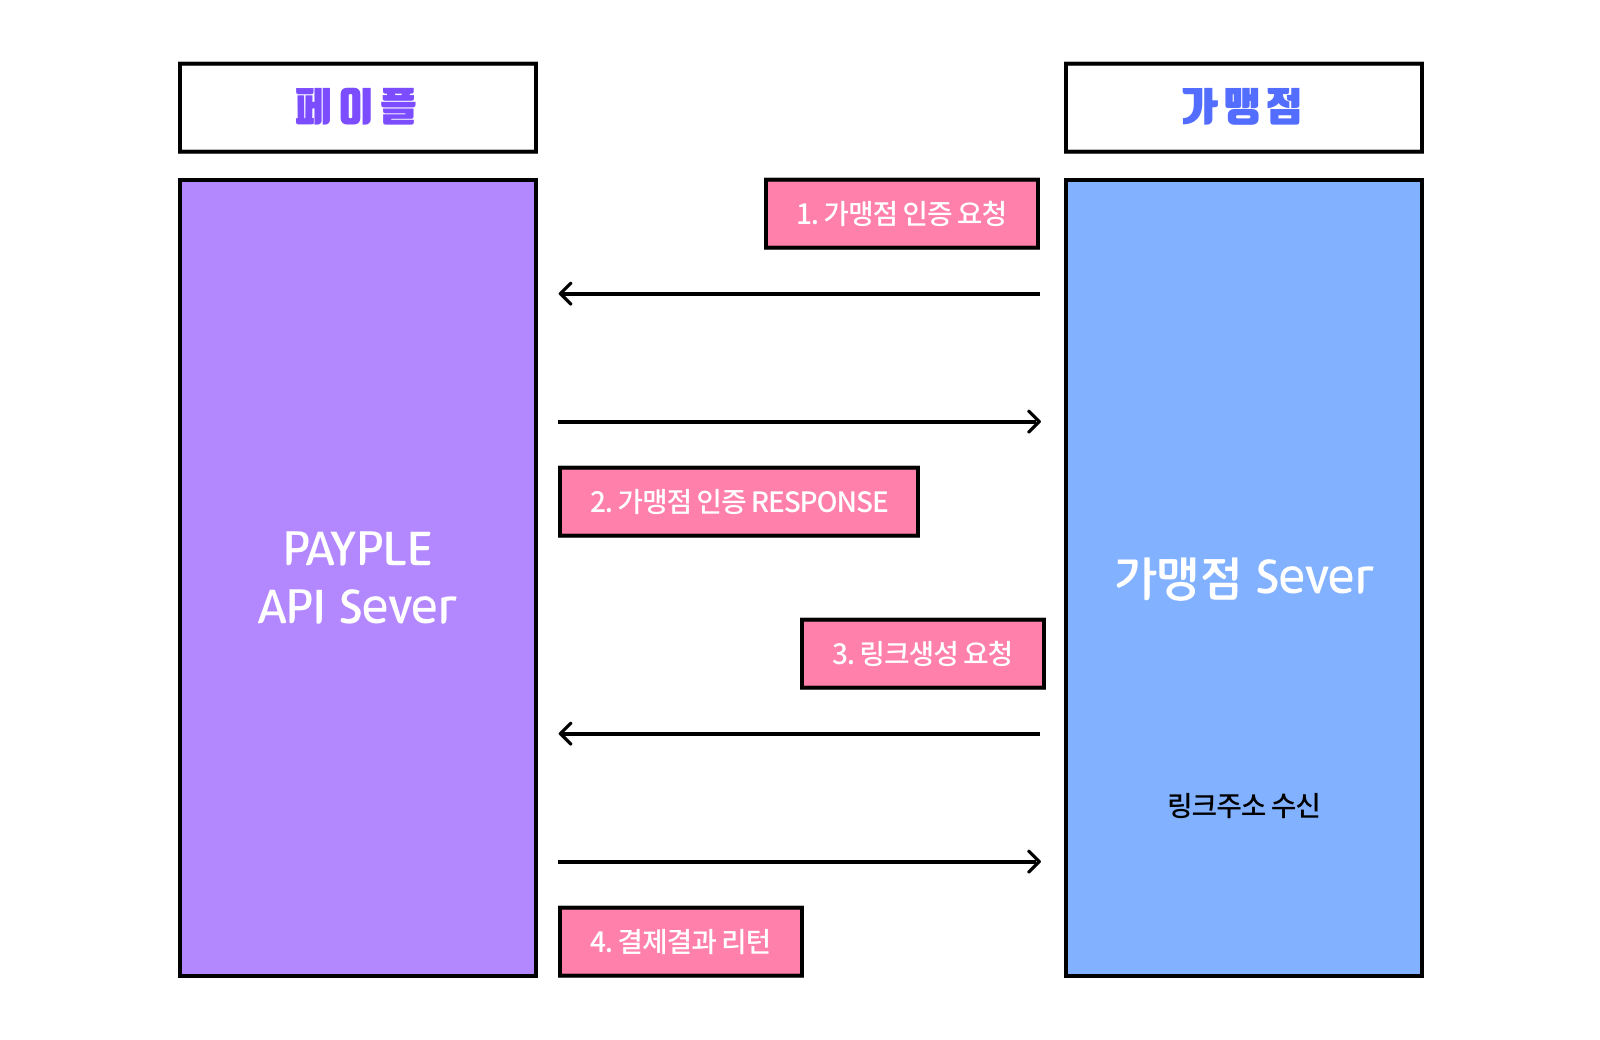 페이플
가맹점
1. 가맹점 인증 요청
2. 가맹점 인증 RESPONSE
PAYPLE
API Sever
가맹점 Sever
3. 링크생성 요청
링크주소 수신
4. 결제결과 리턴